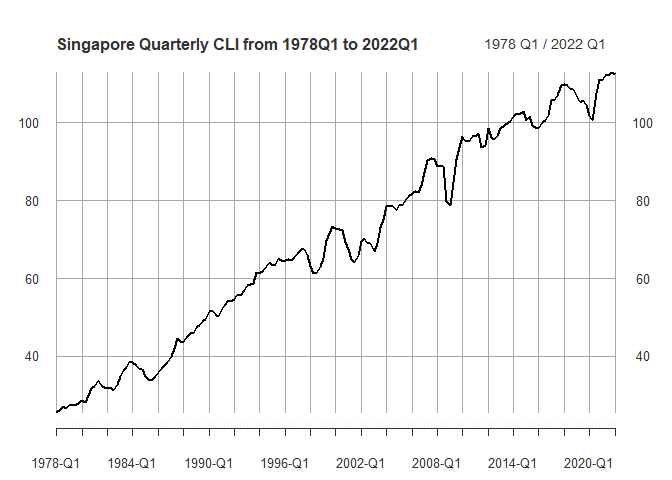 Singapore Quarterly CLI from 1978Q1 to 2022Q1 1978 Q1 / 2022 Q1
100 100
80 80
60 60
40 40
1978-Q1 1984-Q1 1990-Q1 1996-Q1 2002-Q1 2008-Q1 2014-Q1 2020-Q1